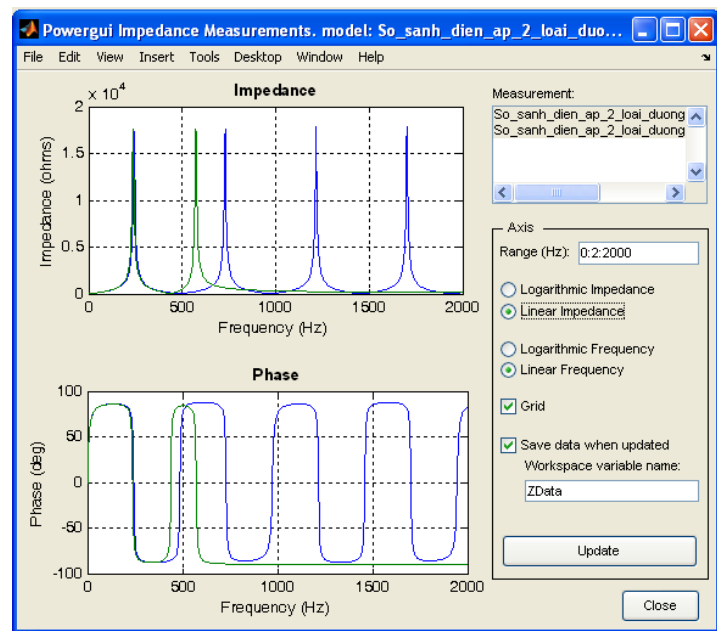 Powergui Impedance Measurements. model: So_sanh_dien_ap_2_loai_duo...
File Edit View Insert Tools Desktop Window Help
Impedance
× 10^4
2
1.5
1
0.5
0
Impedance (ohms)
0 500 1000 1500 2000
Frequency (Hz)
Phase
100
50
0
-50
-100
Phase (deg)
0 500 1000 1500 2000
Frequency (Hz)
Measurement:
So_sanh_dien_ap_2_loai_duong
So_sanh_dien_ap_2_loai_duong
Axis
Range (Hz): 0:2:2000
Logarithmic Impedance
Linear Impedance
Logarithmic Frequency
Linear Frequency
Grid
Save data when updated
Workspace variable name:
ZData
Update
Close